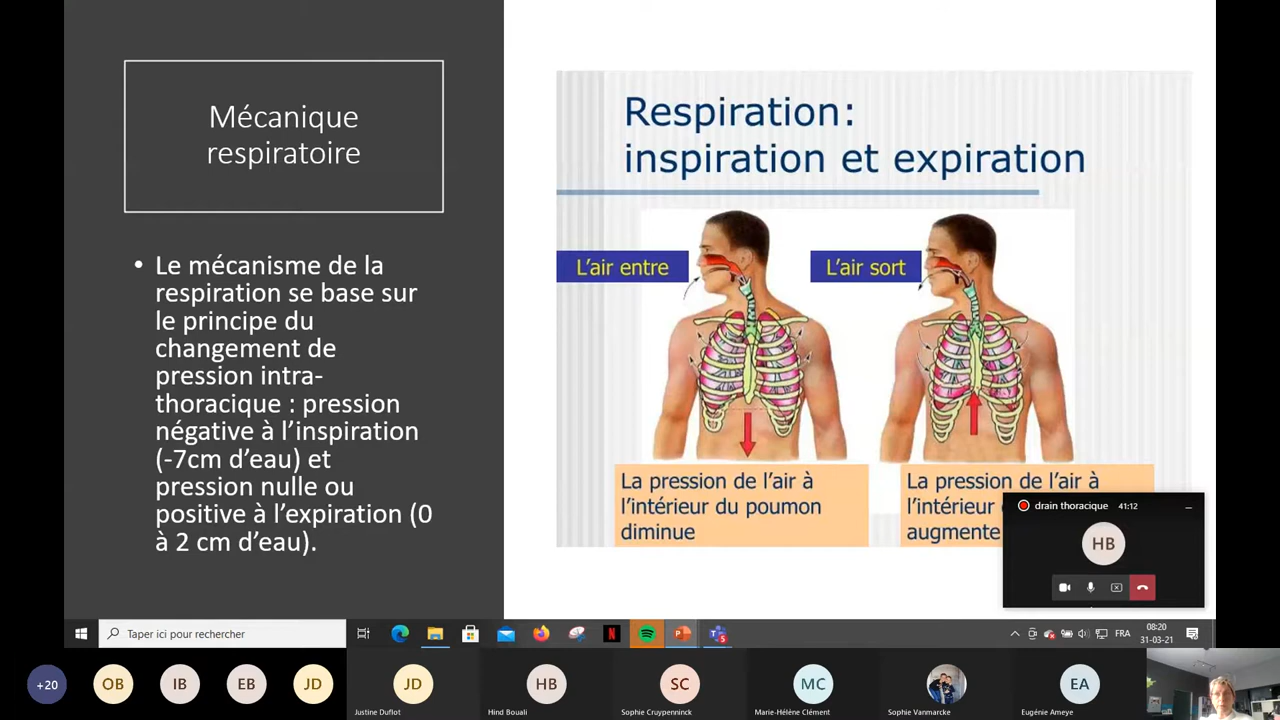 Mécanique
respiratoire
• Le mécanisme de la
respiration se base sur
le principe du
changement de
pression intra-
thoracique : pression
négative à l’inspiration
(-7cm d’eau) et
pression nulle ou
positive à l’expiration (0
à 2 cm d’eau).
Respiration:
inspiration et expiration
L’air entre
L’air sort
La pression de l’air à
l’intérieur du poumon
diminue
La pression de l’air à
l’intérieur
augmente
drain thoracique 41:12
HB
Taper ici pour rechercher
FRA
08:20
31-03-21
+20
OB
IB
EB
JD
JD
Justine Duflot
HB
Hind Bouali
SC
Sophie Cruypenninck
MC
Marie-Hélène Clément
Sophie Vanmarcke
EA
Eugénie Ameye